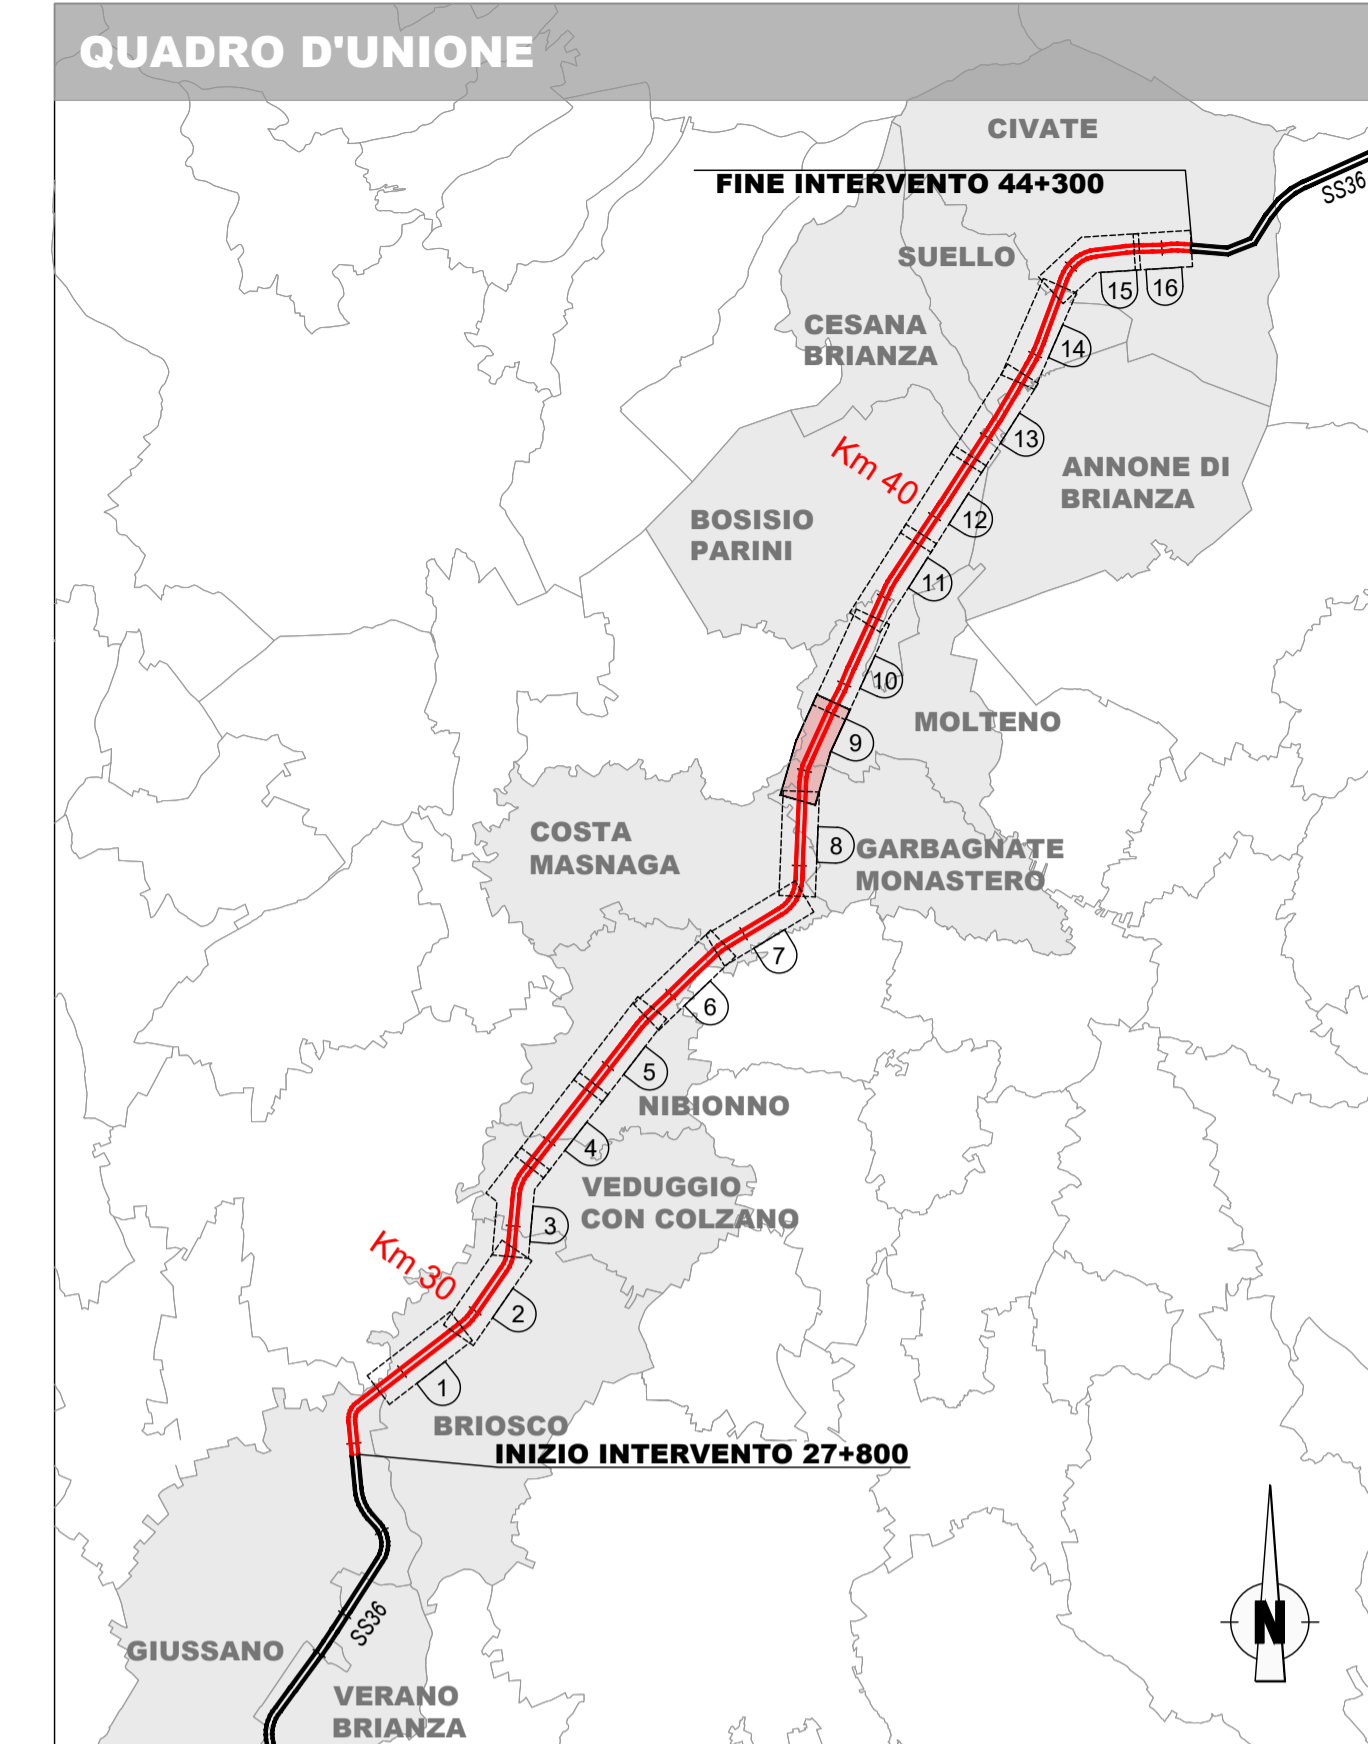 QUADRO D'UNIONE
CIVATE
FINE INTERVENTO 44+300
SS36
SUELLO
15
16
CESANA
BRIANZA
14
13
Km 40
ANNONE DI
BRIANZA
BOSISIO
PARINI
12
11
10
MOLTENO
9
COSTA
MASNAGA
8
GARBAGNATE
MONASTERO
7
6
5
NIBIONNO
4
VEDUGGIO
CON COLZANO
3
Km 30
2
1
BRIOSCO
INIZIO INTERVENTO 27+800
SS36
GIUSSANO
VERANO
BRIANZA
N